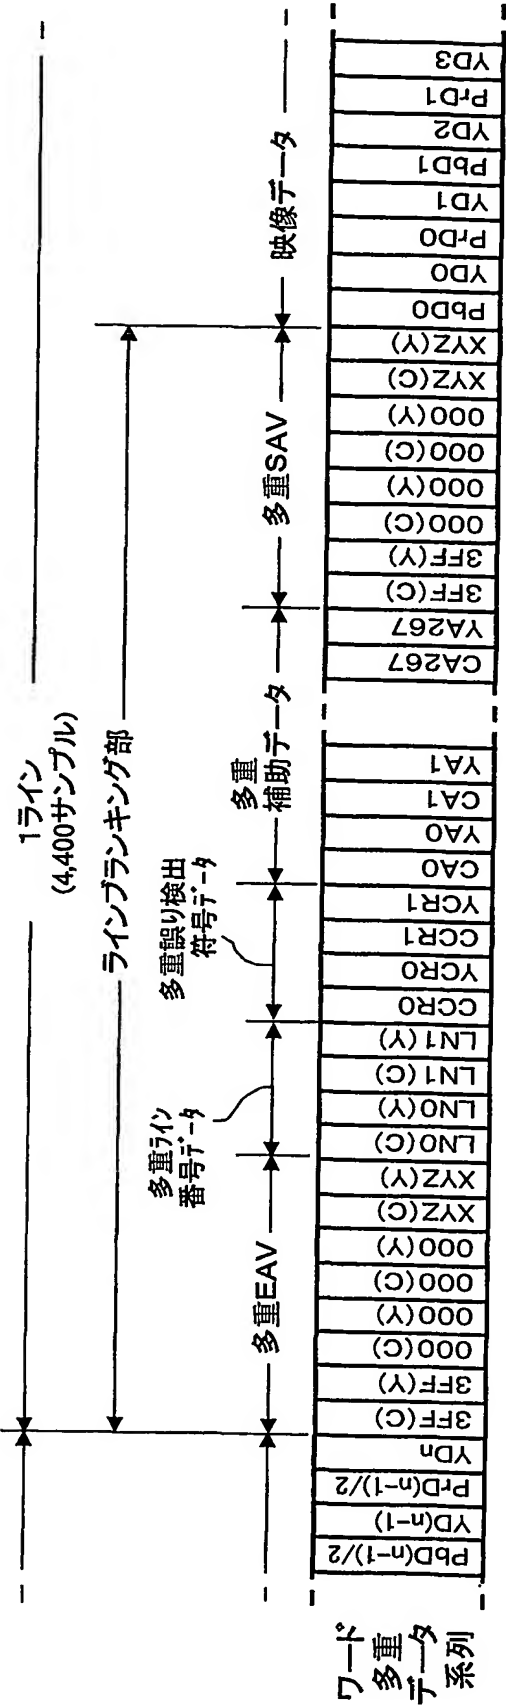 1ライン
(4,400サンプル)
ラインブランキング部
多重EAV
多重ライン
番号データ
多重誤り検出
符号データ
多重
補助データ
多重SAV
映像データ
ワード
多重
データ
系列
PbD(n-1)/2
YD(n-1)
PrD(n-1)/2
YDn
3FF(C)
3FF(Y)
000(C)
000(Y)
000(C)
000(Y)
XYZ(C)
XYZ(Y)
LN0(C)
LN0(Y)
LN1(C)
LN1(Y)
CCR0
YCR0
CCR1
YCR1
CA0
YA0
CA1
YA1
CA267
YA267
3FF(C)
3FF(Y)
000(C)
000(Y)
000(C)
000(Y)
XYZ(C)
XYZ(Y)
PbD0
YD0
PrD0
YD1
PbD1
YD2
PrD1
YD3